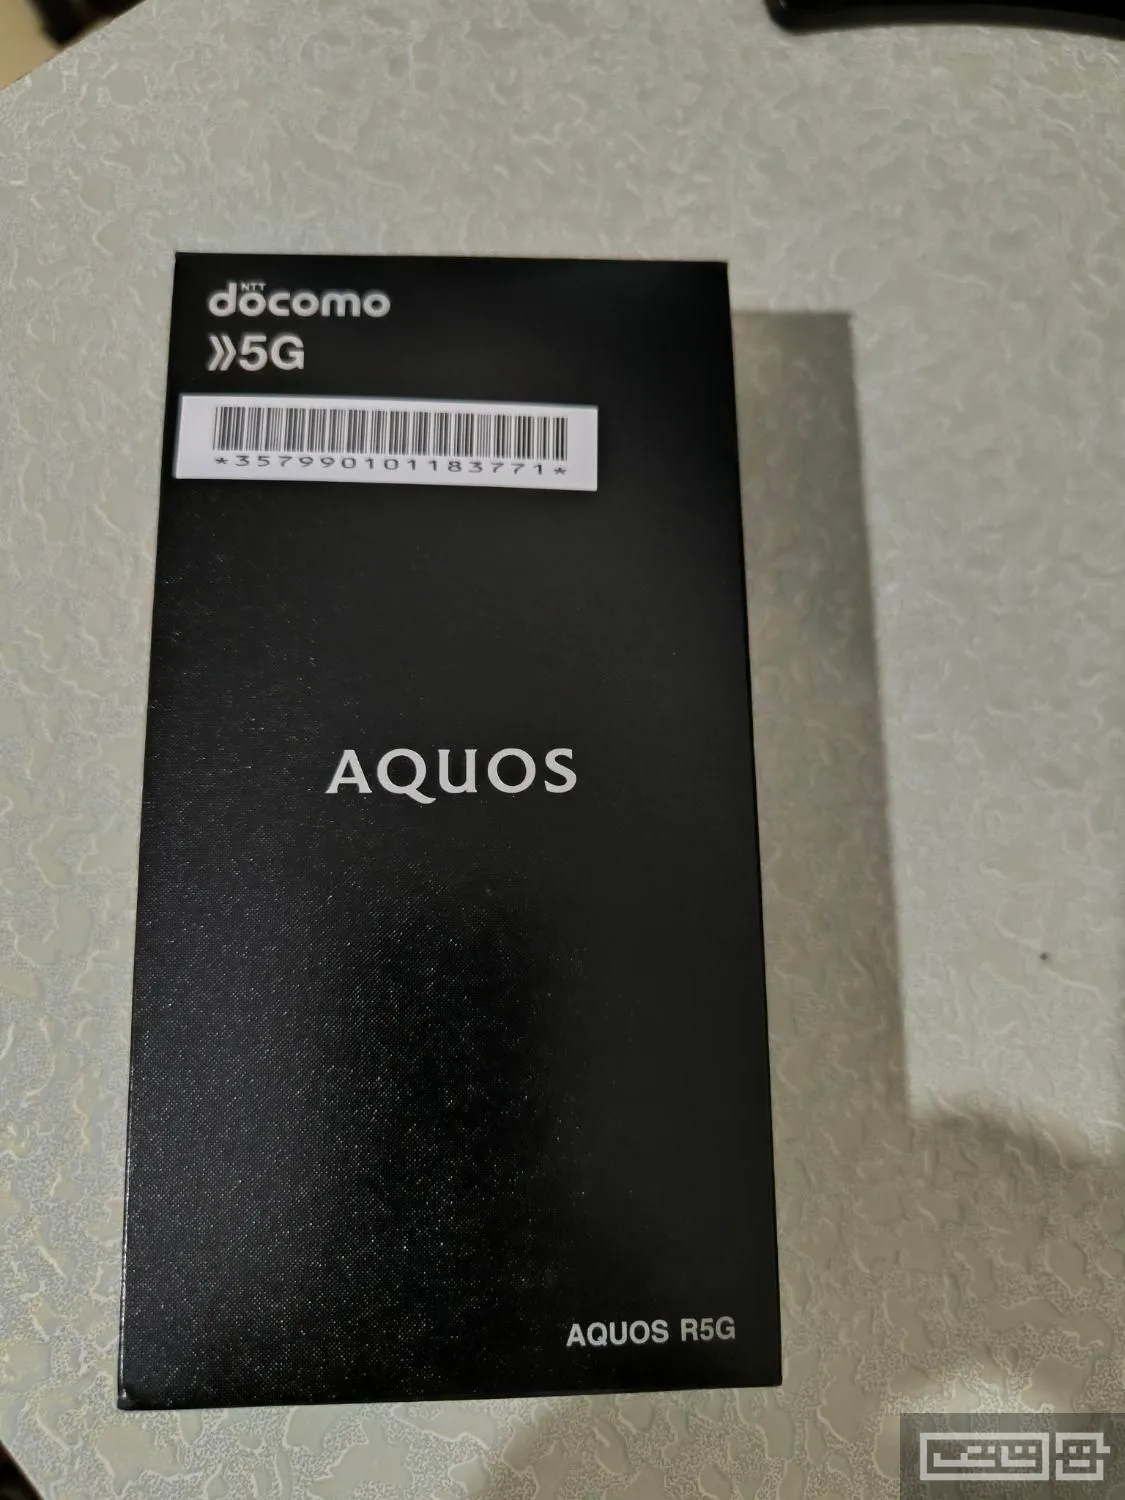 NTT
docomo
5G
*357990101183771*
AQUOS
AQUOS R5G